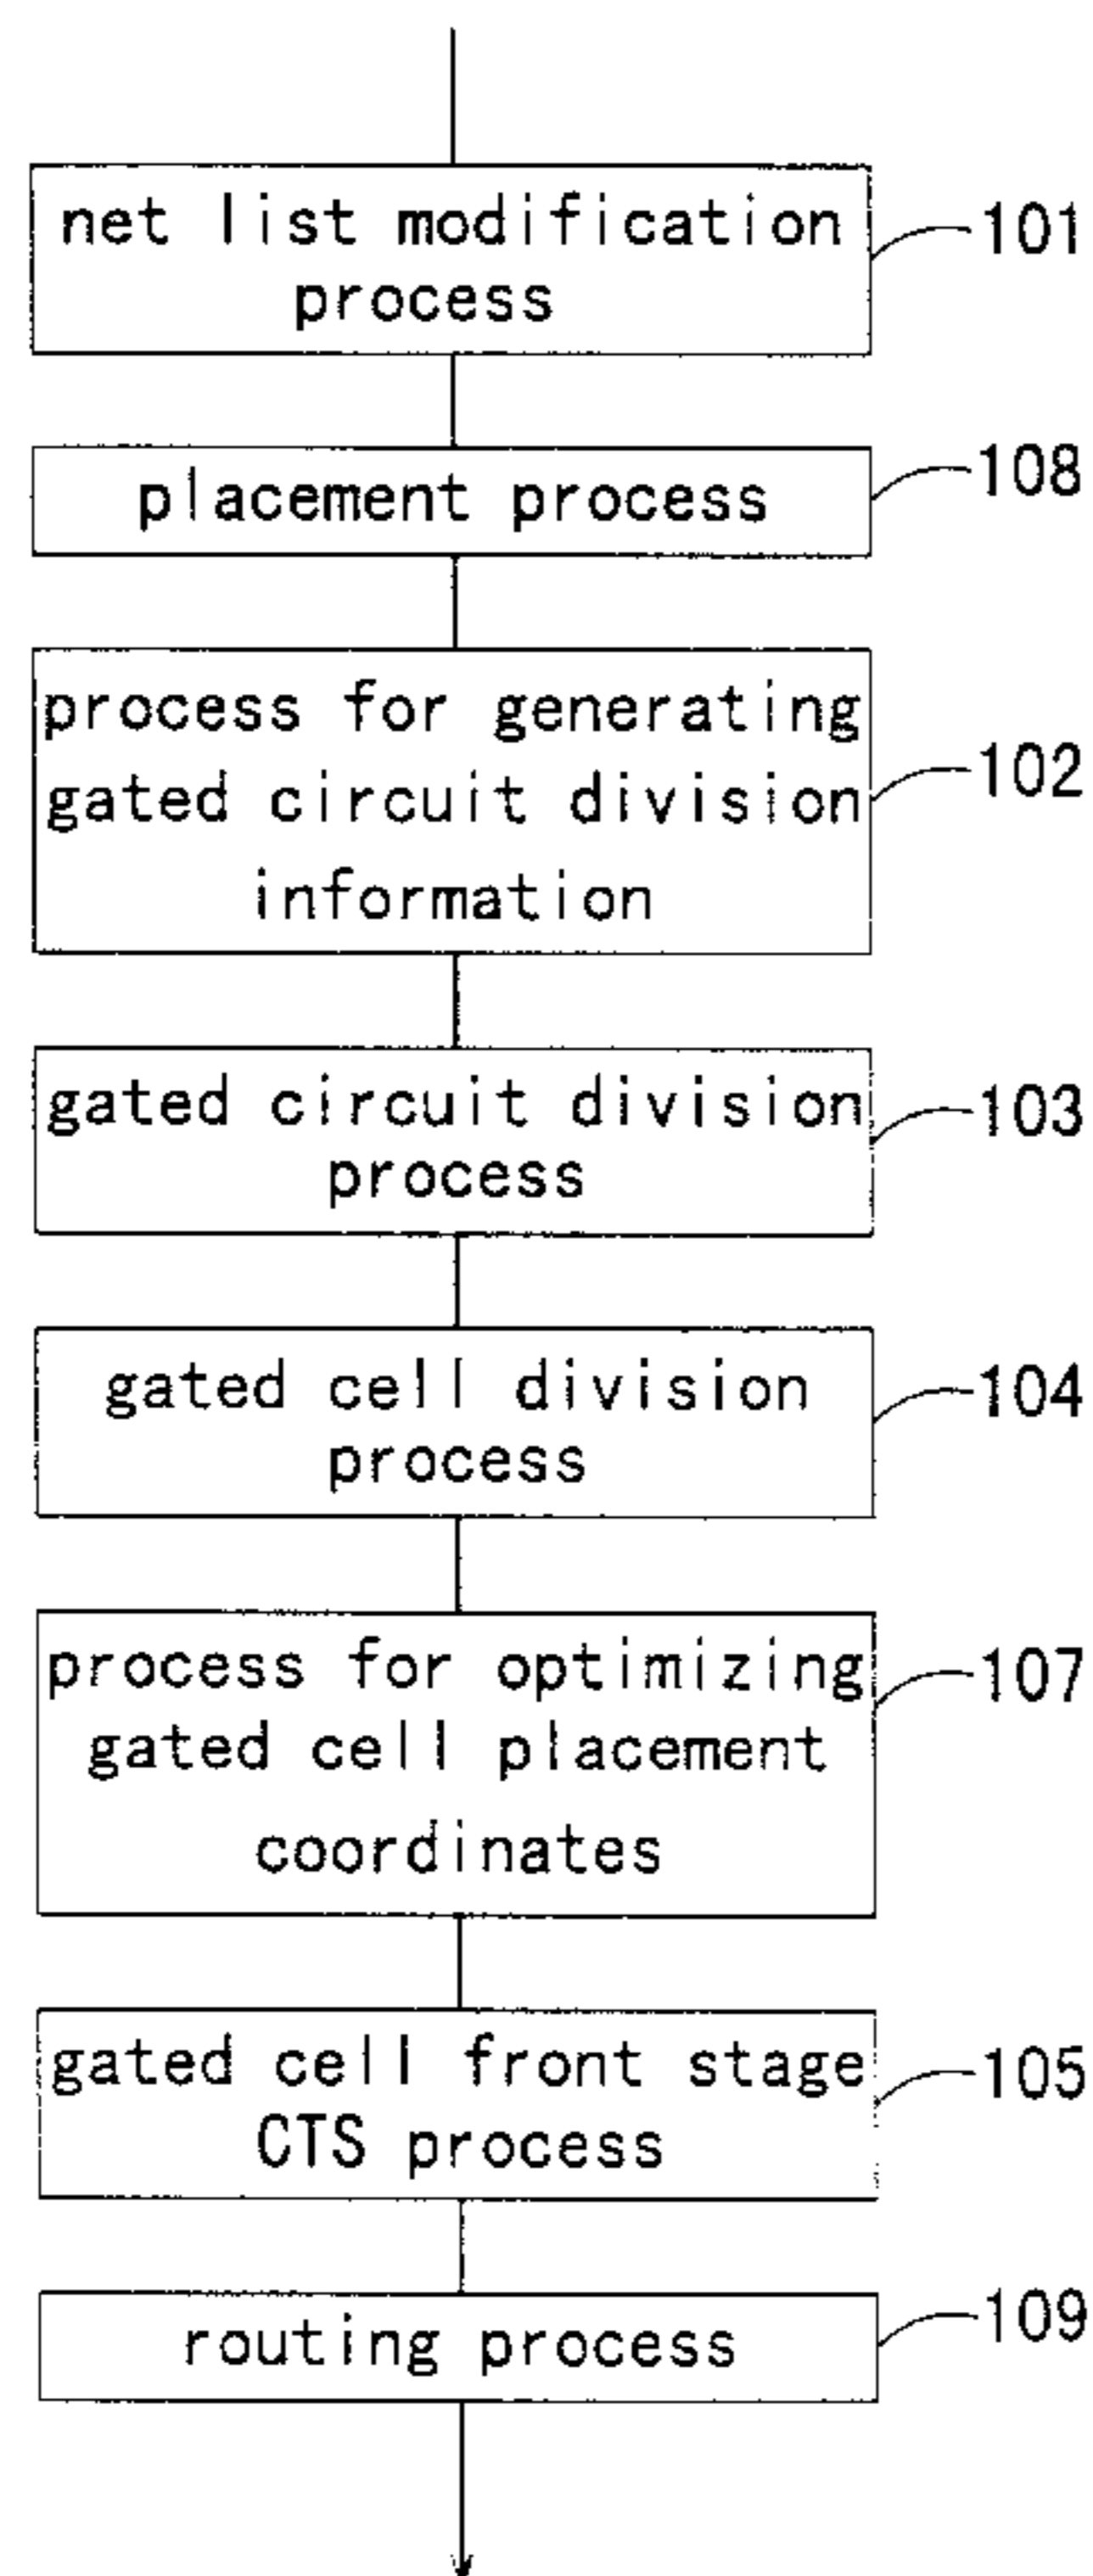 net list modification
process
101
placement process
108
process for generating
gated circuit division
information
102
gated circuit division
process
103
gated cell division
process
104
process for optimizing
gated cell placement
coordinates
107
gated cell front stage
CTS process
105
routing process
109